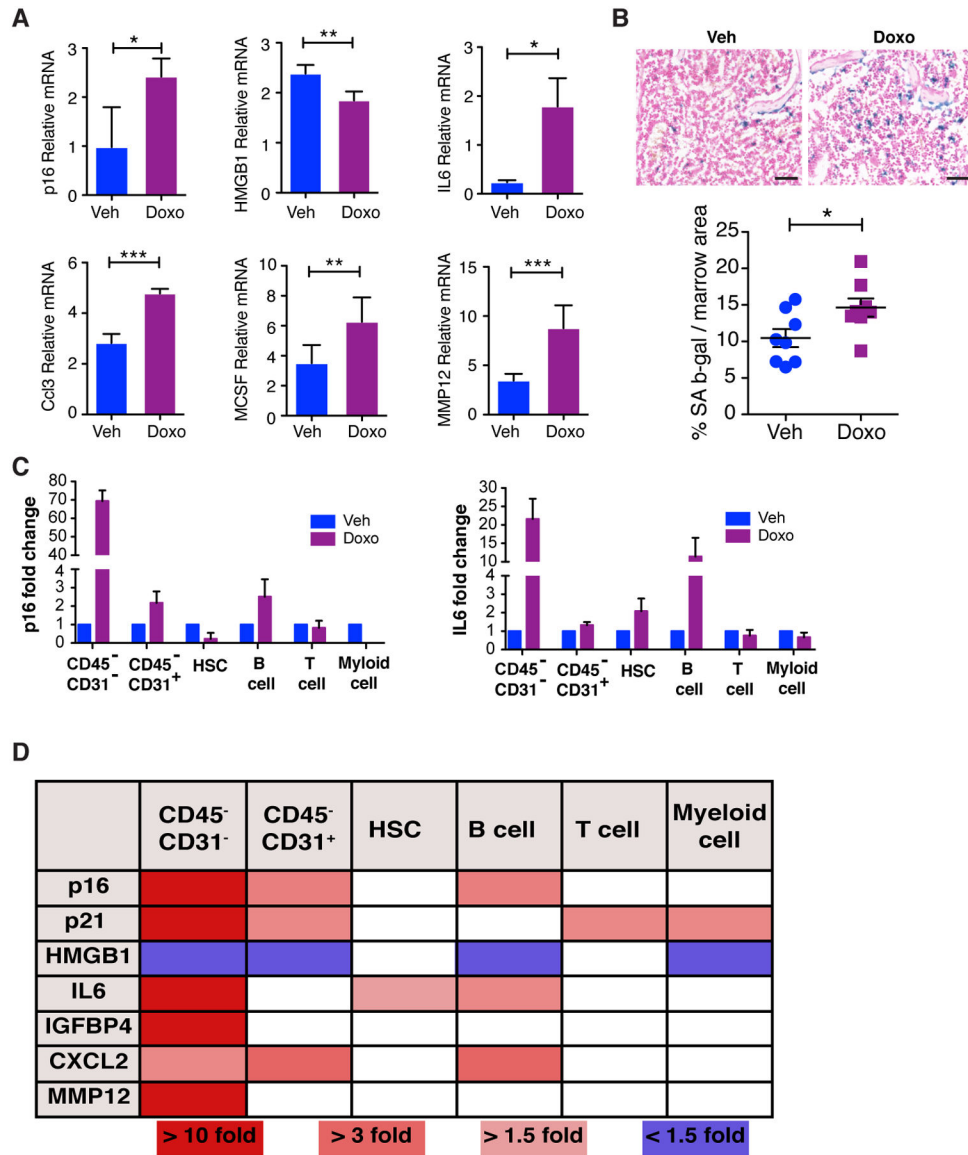 A
p16 Relative mRNA
3
2
1
0
*
Veh
Doxo
HMGB1 Relative mRNA
3
2
1
0
**
Veh
Doxo
IL6 Relative mRNA
3
2
1
0
*
Veh
Doxo
Ccl3 Relative mRNA
6
4
2
0
***
Veh
Doxo
MCSF Relative mRNA
10
8
6
4
2
0
**
Veh
Doxo
MMP12 Relative mRNA
15
10
5
0
***
Veh
Doxo
B
Veh
Doxo
% SA b-gal / marrow area
25
20
15
10
5
0
*
Veh
Doxo
C
p16 fold change
80
70
60
50
40
4
3
2
1
0
Veh
Doxo
CD45-
CD31-
CD45-
CD31+
HSC
B
cell
T
cell
Myloid
cell
IL6 fold change
30
25
20
15
10
4
3
2
1
0
Veh
Doxo
CD45-
CD31-
CD45-
CD31+
HSC
B
cell
T
cell
Myloid
cell
D
CD45-
CD31-
CD45-
CD31+
HSC
B cell
T cell
Myeloid
cell
p16
p21
HMGB1
IL6
IGFBP4
CXCL2
MMP12
> 10 fold
> 3 fold
> 1.5 fold
< 1.5 fold